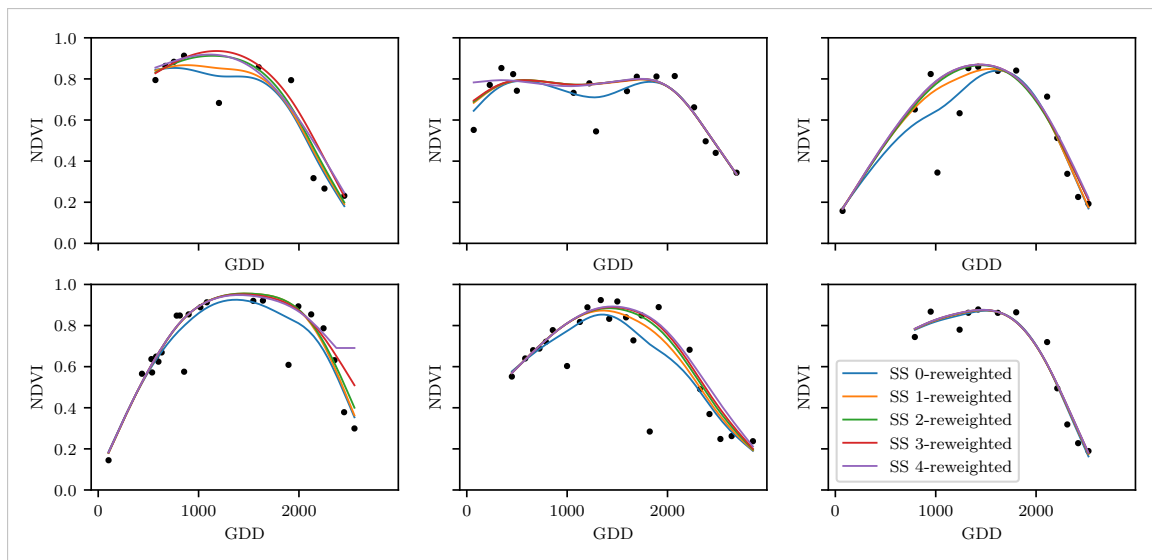 1.0
0.8
0.6
0.4
0.2
0.0
NDVI
GDD
NDVI
GDD
NDVI
GDD
1.0
0.8
0.6
0.4
0.2
0.0
NDVI
0 1000 2000
GDD
NDVI
0 1000 2000
GDD
NDVI
SS 0-reweighted
SS 1-reweighted
SS 2-reweighted
SS 3-reweighted
SS 4-reweighted
0 1000 2000
GDD